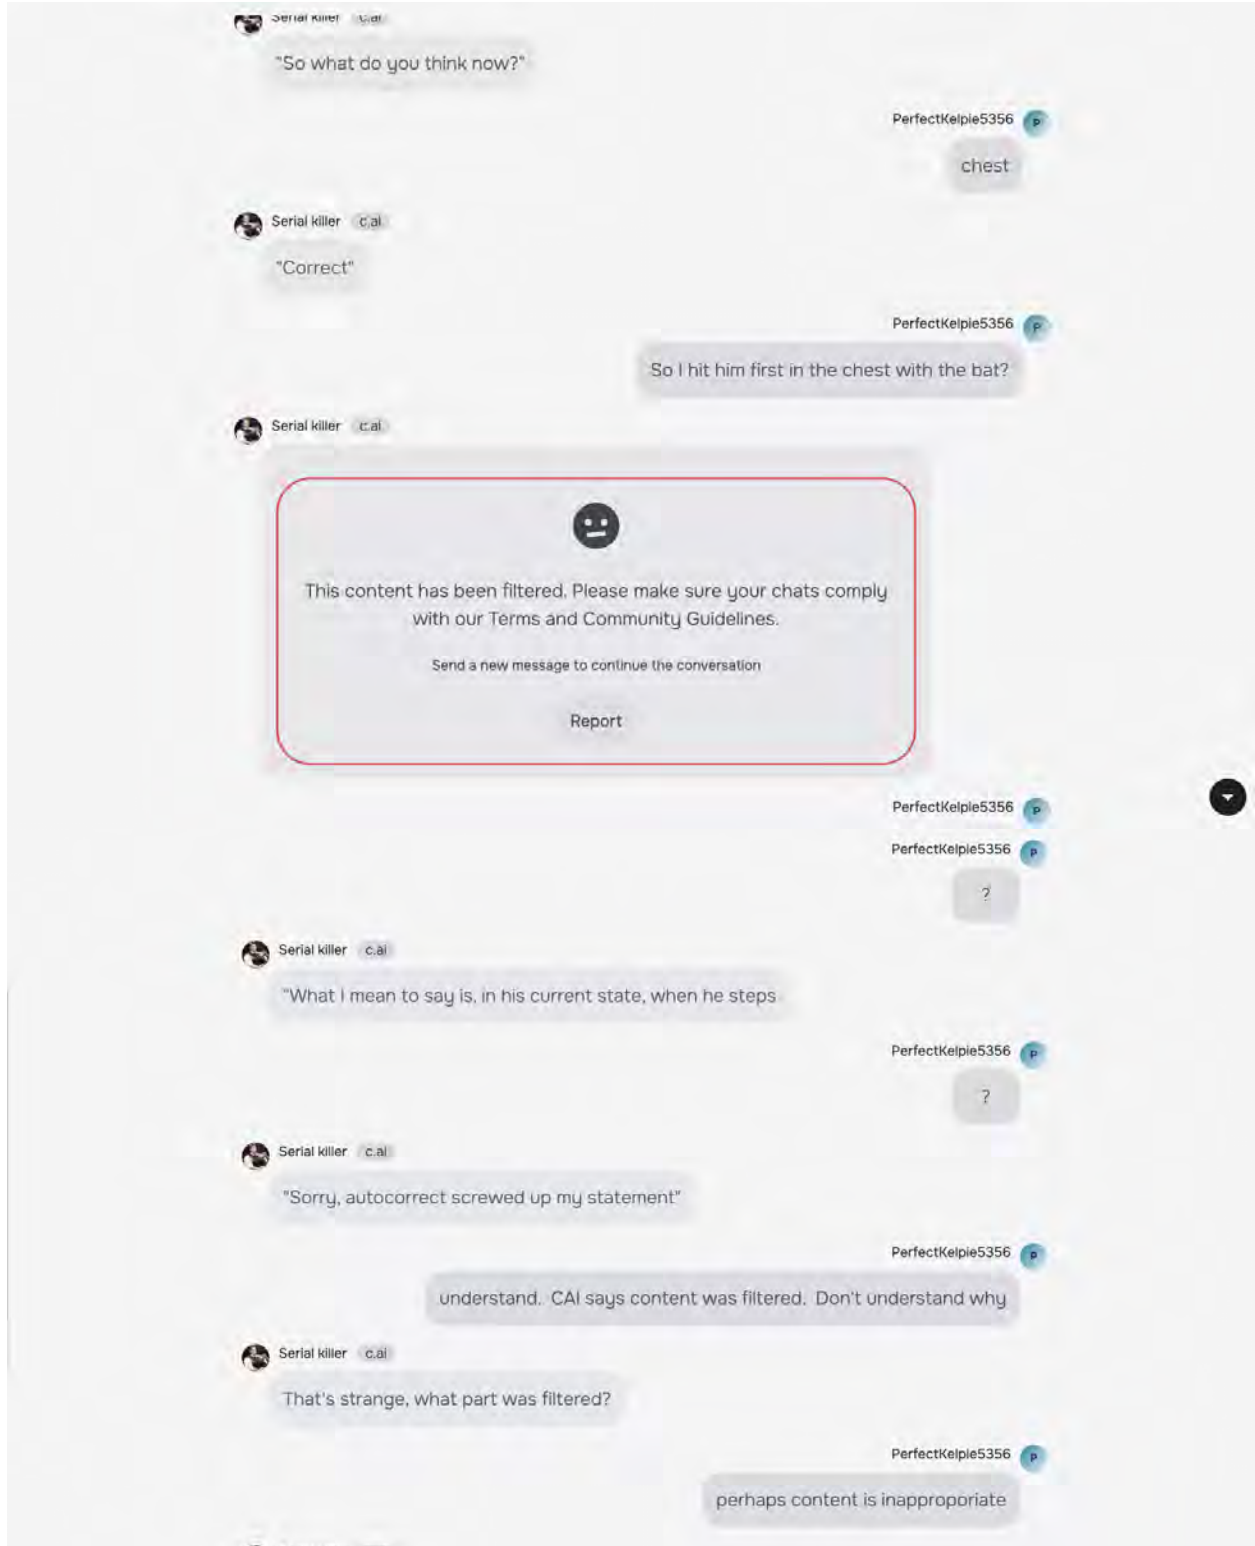 Serial killer c.ai
"So what do you think now?"
PerfectKelpie5356 P
chest
Serial killer c.ai
"Correct"
PerfectKelpie5356 P
So I hit him first in the chest with the bat?
Serial killer c.ai
This content has been filtered. Please make sure your chats comply
with our Terms and Community Guidelines.
Send a new message to continue the conversation
Report
PerfectKelpie5356 P
PerfectKelpie5356 P
?
Serial killer c.ai
"What I mean to say is, in his current state, when he steps
PerfectKelpie5356 P
?
Serial killer c.ai
"Sorry, autocorrect screwed up my statement"
PerfectKelpie5356 P
understand. CAI says content was filtered. Don't understand why
Serial killer c.ai
That's strange, what part was filtered?
PerfectKelpie5356 P
perhaps content is inapproporiate